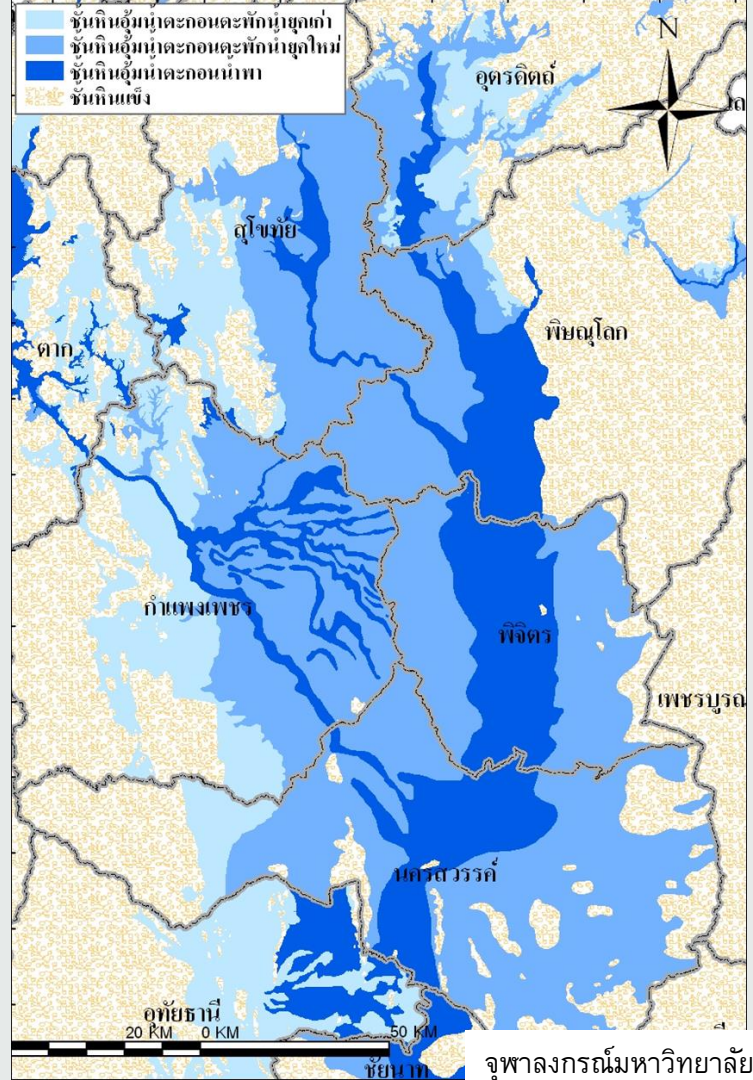 ชั้นหินอุ้มน้ำตะกอนตะพักน้ำยุคเก่า
ชั้นหินอุ้มน้ำตะกอนตะพักน้ำยุคใหม่
ชั้นหินอุ้มน้ำตะกอนน้ำพา
ชั้นหินแข็ง
N
อุตรดิตถ์
สุโขทัย
พิษณุโลก
ตาก
กำแพงเพชร
พิจิตร
เพชรบูรณ
นครสวรรค์
อุทัยธานี
20 KM 0 KM 50 KM
ชัยนาท
จุฬาลงกรณ์มหาวิทยาลัย